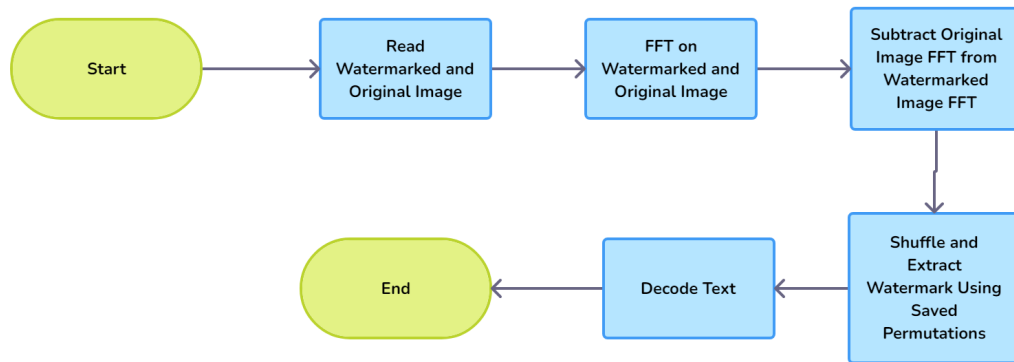 Start
Read
Watermarked and
Original Image
FFT on
Watermarked and
Original Image
Subtract Original
Image FFT from
Watermarked
Image FFT
Shuffle and
Extract
Watermark Using
Saved
Permutations
Decode Text
End